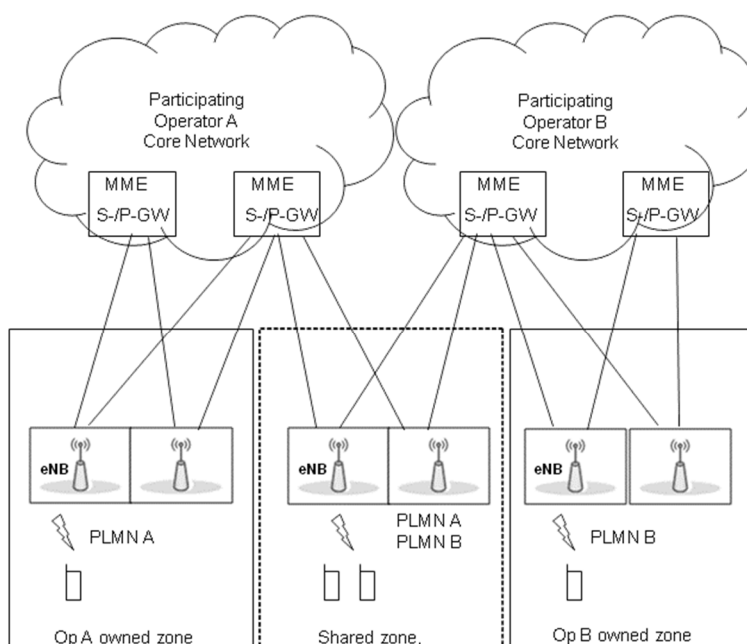 Participating
Operator A
Core Network
Participating
Operator B
Core Network
MME
S-/P-GW
MME
S-/P-GW
MME
S-/P-GW
MME
S-/P-GW
eNB
eNB
eNB
PLMN A
PLMN A
PLMN B
PLMN B
Op A owned zone
Shared zone.
Op B owned zone